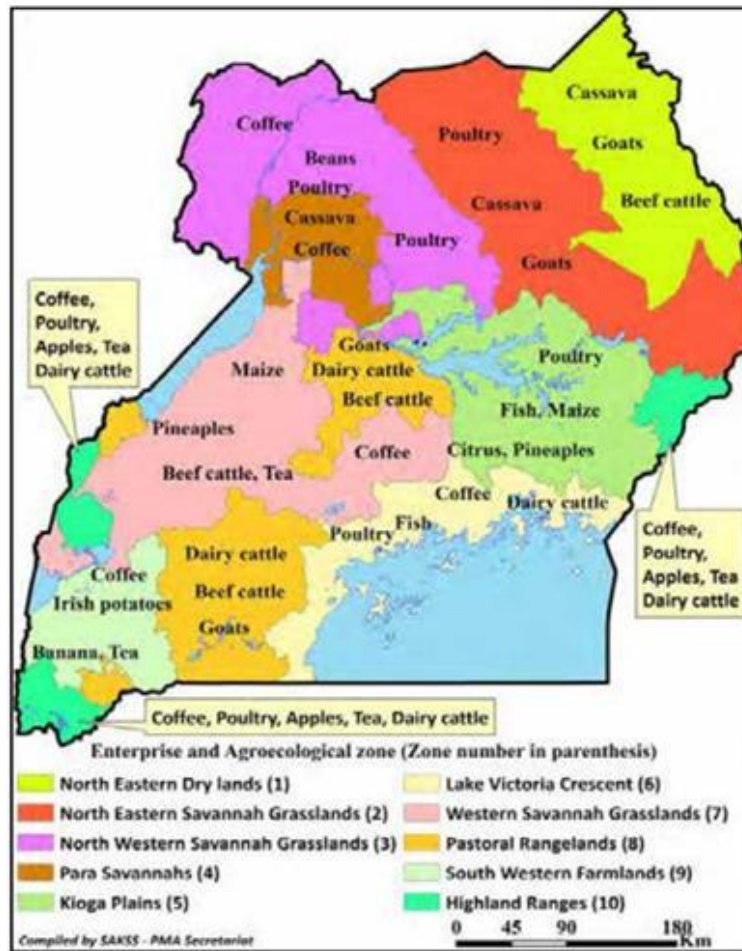 Cassava
Coffee
Poultry
Goats
Beans
Beef cattle
Poultry
Cassava
Cassava
Poultry
Coffee
Goats
Coffee,
Poultry,
Apples, Tea
Dairy cattle
Goats
Poultry
Maize
Dairy cattle
Beef cattle
Fish, Maize
Pineaples
Coffee
Citrus, Pineaples
Beef cattle, Tea
Coffee
Dairy cattle
Poultry
Fish
Coffee,
Poultry,
Apples, Tea
Dairy cattle
Dairy cattle
Coffee
Beef cattle
Irish potatoes
Goats
Banana, Tea
Coffee, Poultry, Apples, Tea, Dairy cattle
Enterprise and Agroecological zone (Zone number in parenthesis)
North Eastern Dry lands (1)
North Eastern Savannah Grasslands (2)
North Western Savannah Grasslands (3)
Para Savannahs (4)
Kioga Plains (5)
Lake Victoria Crescent (6)
Western Savannah Grasslands (7)
Pastoral Rangelands (8)
South Western Farmlands (9)
Highland Ranges (10)
Compiled by SAKSS - PMA Secretariat
0 45 90 180
Km